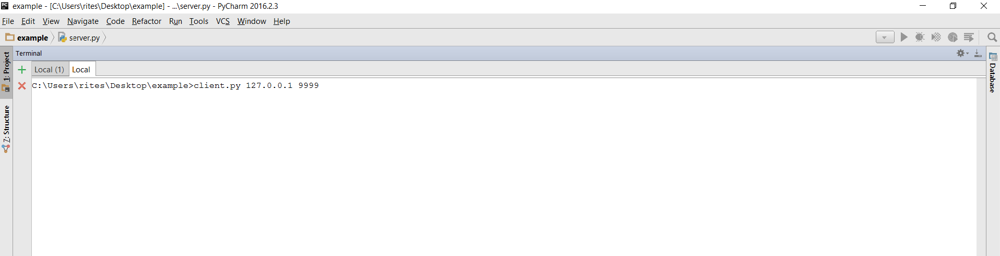 PC example - [C:\Users\rites\Desktop\example] - ...\server.py - PyCharm 2016.2.3
File Edit View Navigate Code Refactor Run Tools VCS Window Help
example server.py
Terminal
Local (1) Local
C:\Users\rites\Desktop\example>client.py 127.0.0.1 9999
1: Project
7: Structure
Database